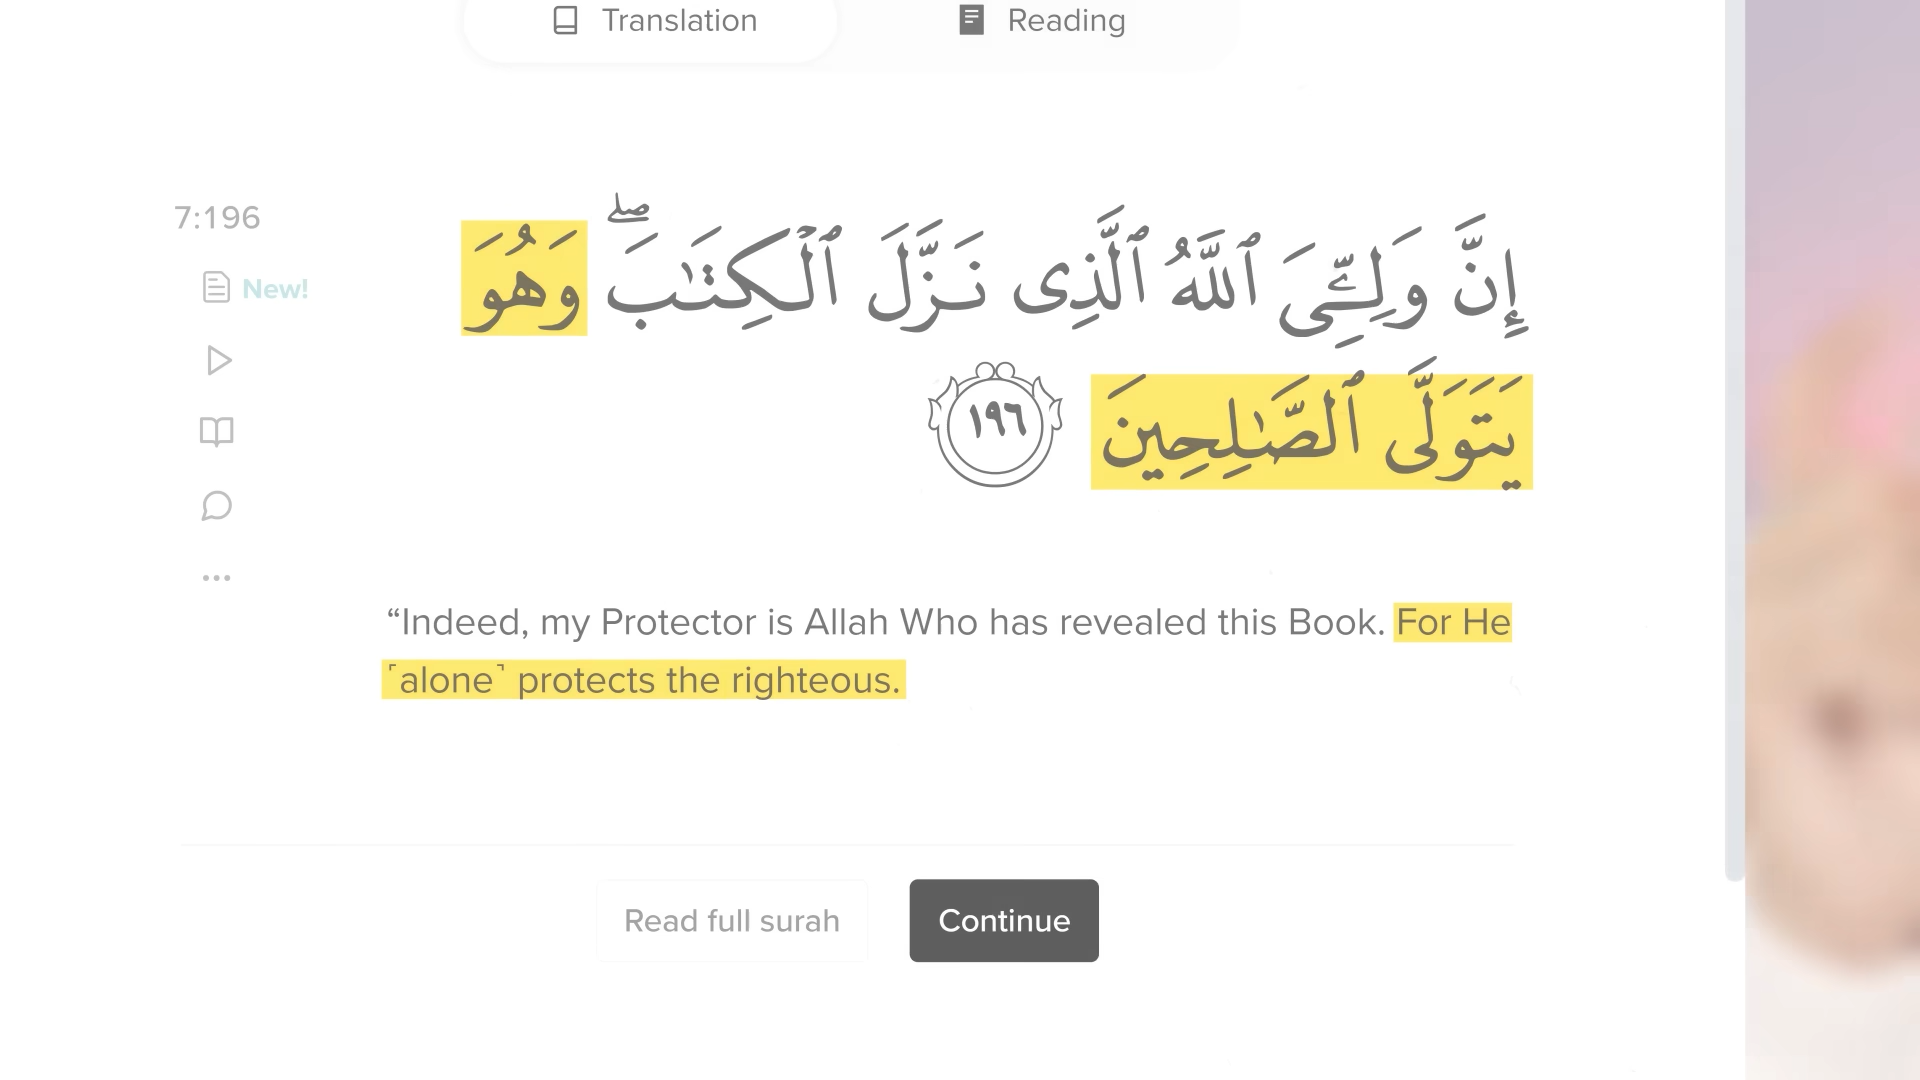 Translation
Reading
7:196
New!
إِنَّ وَلِـِّۧىَ ٱللَّهُ ٱلَّذِى نَزَّلَ ٱلْكِتَـٰبَ ۖ وَهُوَ
يَتَوَلَّى ٱلصَّـٰلِحِينَ ١٩٦
“Indeed, my Protector is Allah Who has revealed this Book. For He
˹alone˺ protects the righteous.
Read full surah
Continue